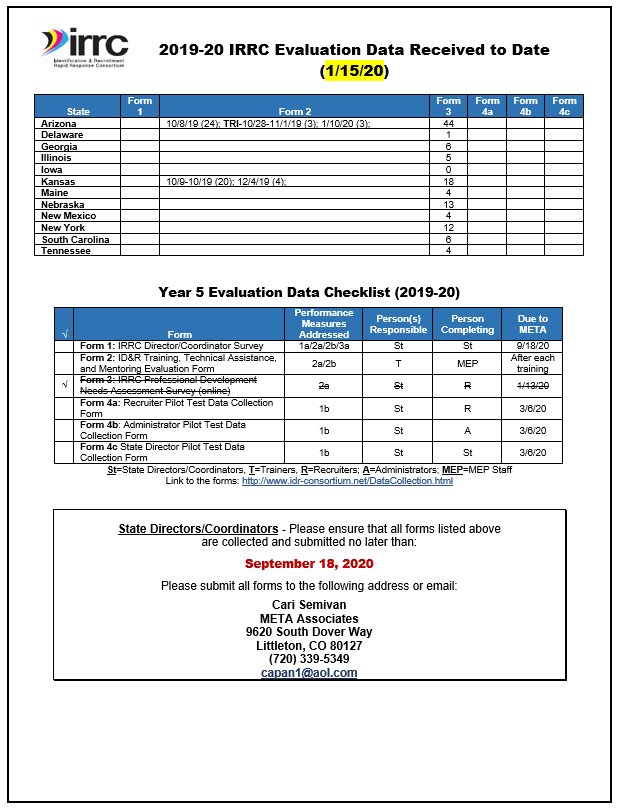 irrc
Identification & Recruitment
Rapid Response Consortium
2019-20 IRRC Evaluation Data Received to Date
(1/15/20)
State Form 1 Form 2 Form 3 Form 4a Form 4b Form 4c
Arizona 10/8/19 (24); TRI-10/28-11/1/19 (3); 1/10/20 (3); 44
Delaware 1
Georgia 6
Illinois 5
Iowa 0
Kansas 10/9-10/19 (20); 12/4/19 (4); 18
Maine 4
Nebraska 13
New Mexico 4
New York 12
South Carolina 6
Tennessee 4
Year 5 Evaluation Data Checklist (2019-20)
√ Form Performance Measures Addressed Person(s) Responsible Person Completing Due to META
Form 1: IRRC Director/Coordinator Survey 1a/2a/2b/3a St St 9/18/20
Form 2: ID&R Training, Technical Assistance, and Mentoring Evaluation Form 2a/2b T MEP After each training
√ Form 3: IRRC Professional Development Needs Assessment Survey (online) 2a St R 1/13/20
Form 4a: Recruiter Pilot Test Data Collection Form 1b St R 3/6/20
Form 4b: Administrator Pilot Test Data Collection Form 1b St A 3/6/20
Form 4c State Director Pilot Test Data Collection Form 1b St St 3/6/20
St=State Directors/Coordinators, T=Trainers, R=Recruiters; A=Administrators; MEP=MEP Staff
Link to the forms: http://www.idr-consortium.net/DataCollection.html
State Directors/Coordinators - Please ensure that all forms listed above
are collected and submitted no later than:
September 18, 2020
Please submit all forms to the following address or email:
Cari Semivan
META Associates
9620 South Dover Way
Littleton, CO 80127
(720) 339-5349
capan1@aol.com